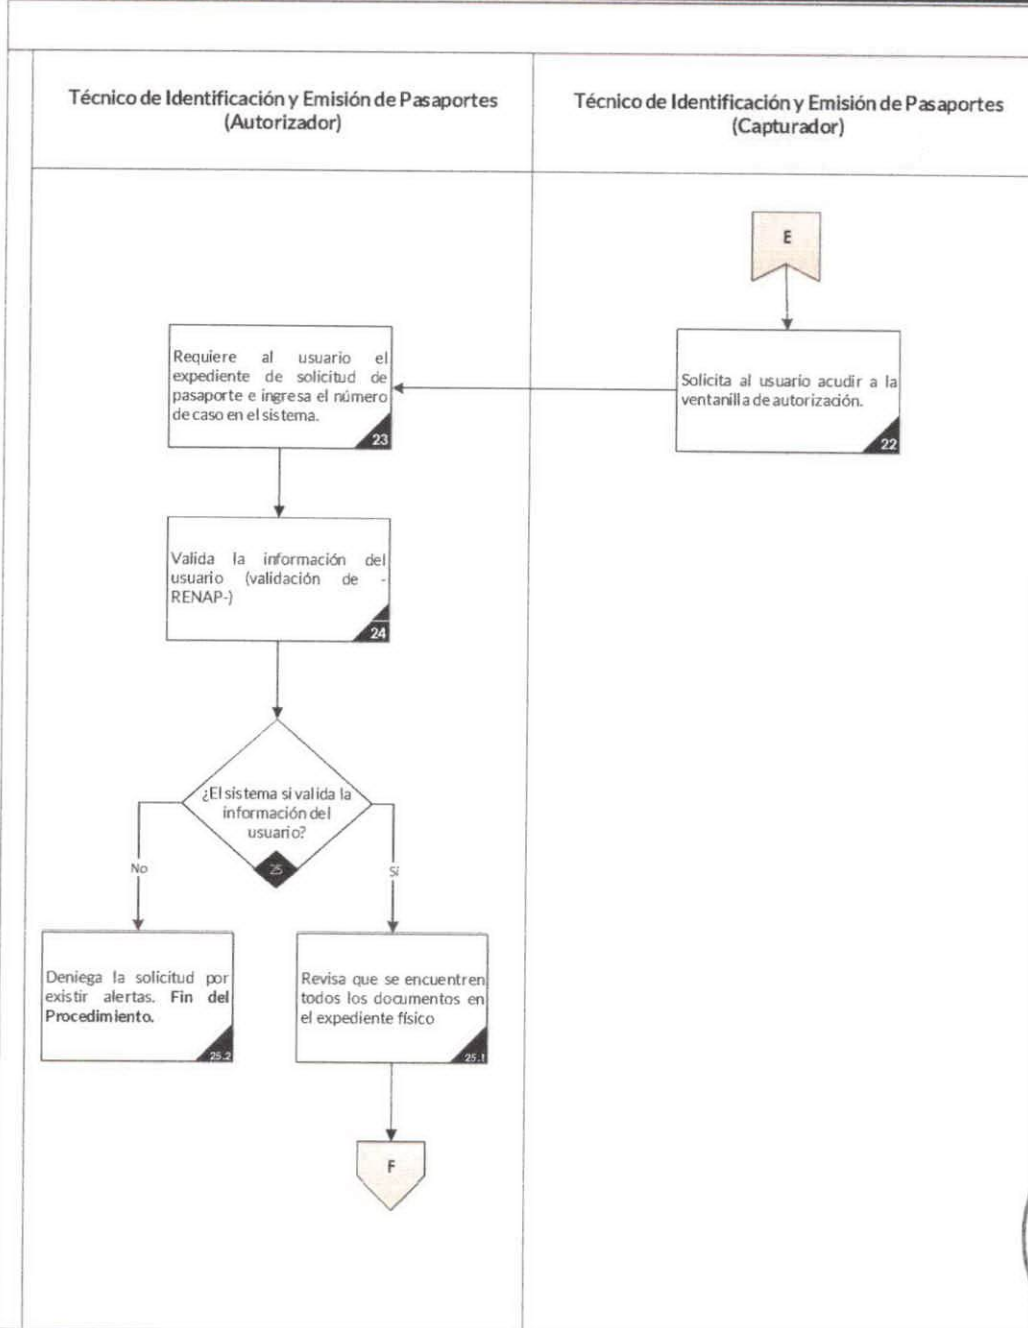 Técnico de Identificación y Emisión de Pasaportes
(Autorizador)
Técnico de Identificación y Emisión de Pasaportes
(Capturador)
E
Solicita al usuario acudir a la
ventanilla de autorización.
22
Requiere al usuario el
expediente de solicitud de
pasaporte e ingresa el número
de caso en el sistema.
23
Valida la información del
usuario (validación de -
RENAP-)
24
¿El sistema si valida la
información del
usuario?
25
No
Sí
Deniega la solicitud por
existir alertas. Fin del
Procedimiento.
25.2
Revisa que se encuentren
todos los documentos en
el expediente físico
25.1
F